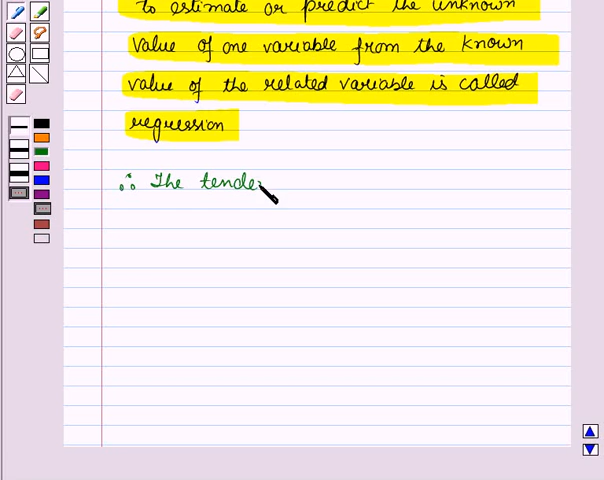 to estimate or predict the unknown
value of one variable from the known
value of the related variable is called
regression
∴ The tende